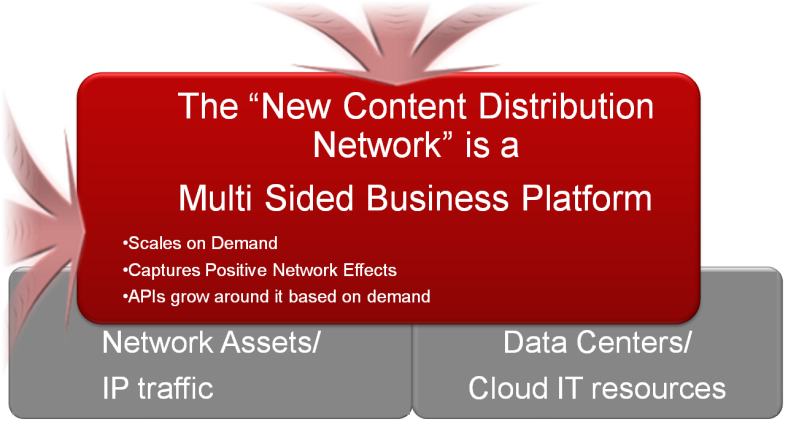 The “New Content Distribution
Network” is a
Multi Sided Business Platform
•Scales on Demand
•Captures Positive Network Effects
•APIs grow around it based on demand
Network Assets/
IP traffic
Data Centers/
Cloud IT resources